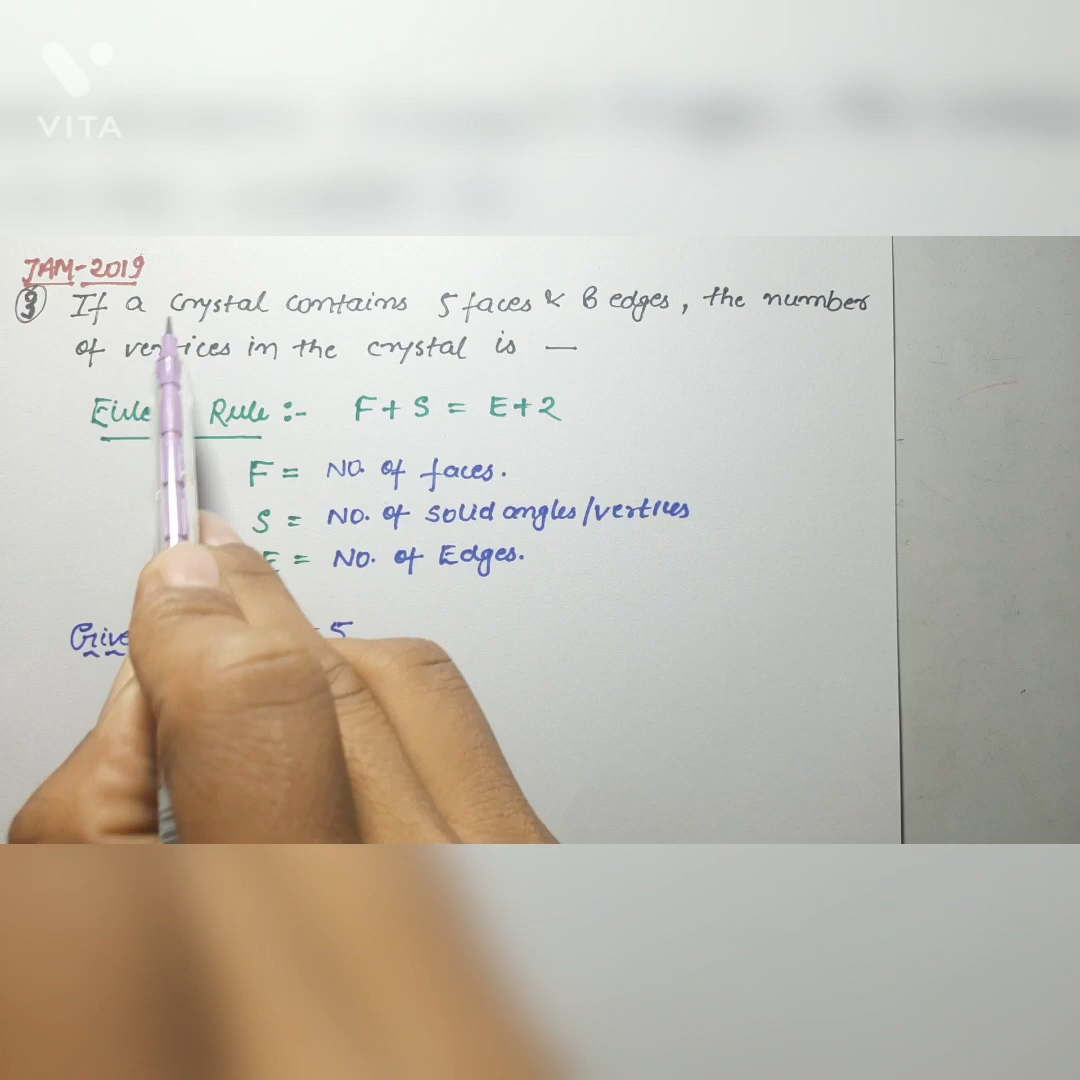 VITA
JAM-2019
3 If a crystal contains 5 faces & 8 edges, the number
of vertices in the crystal is —
Rule :- F + S = E + 2
F = No. of faces.
S = No. of solid angles/vertices
E = No. of Edges.
5